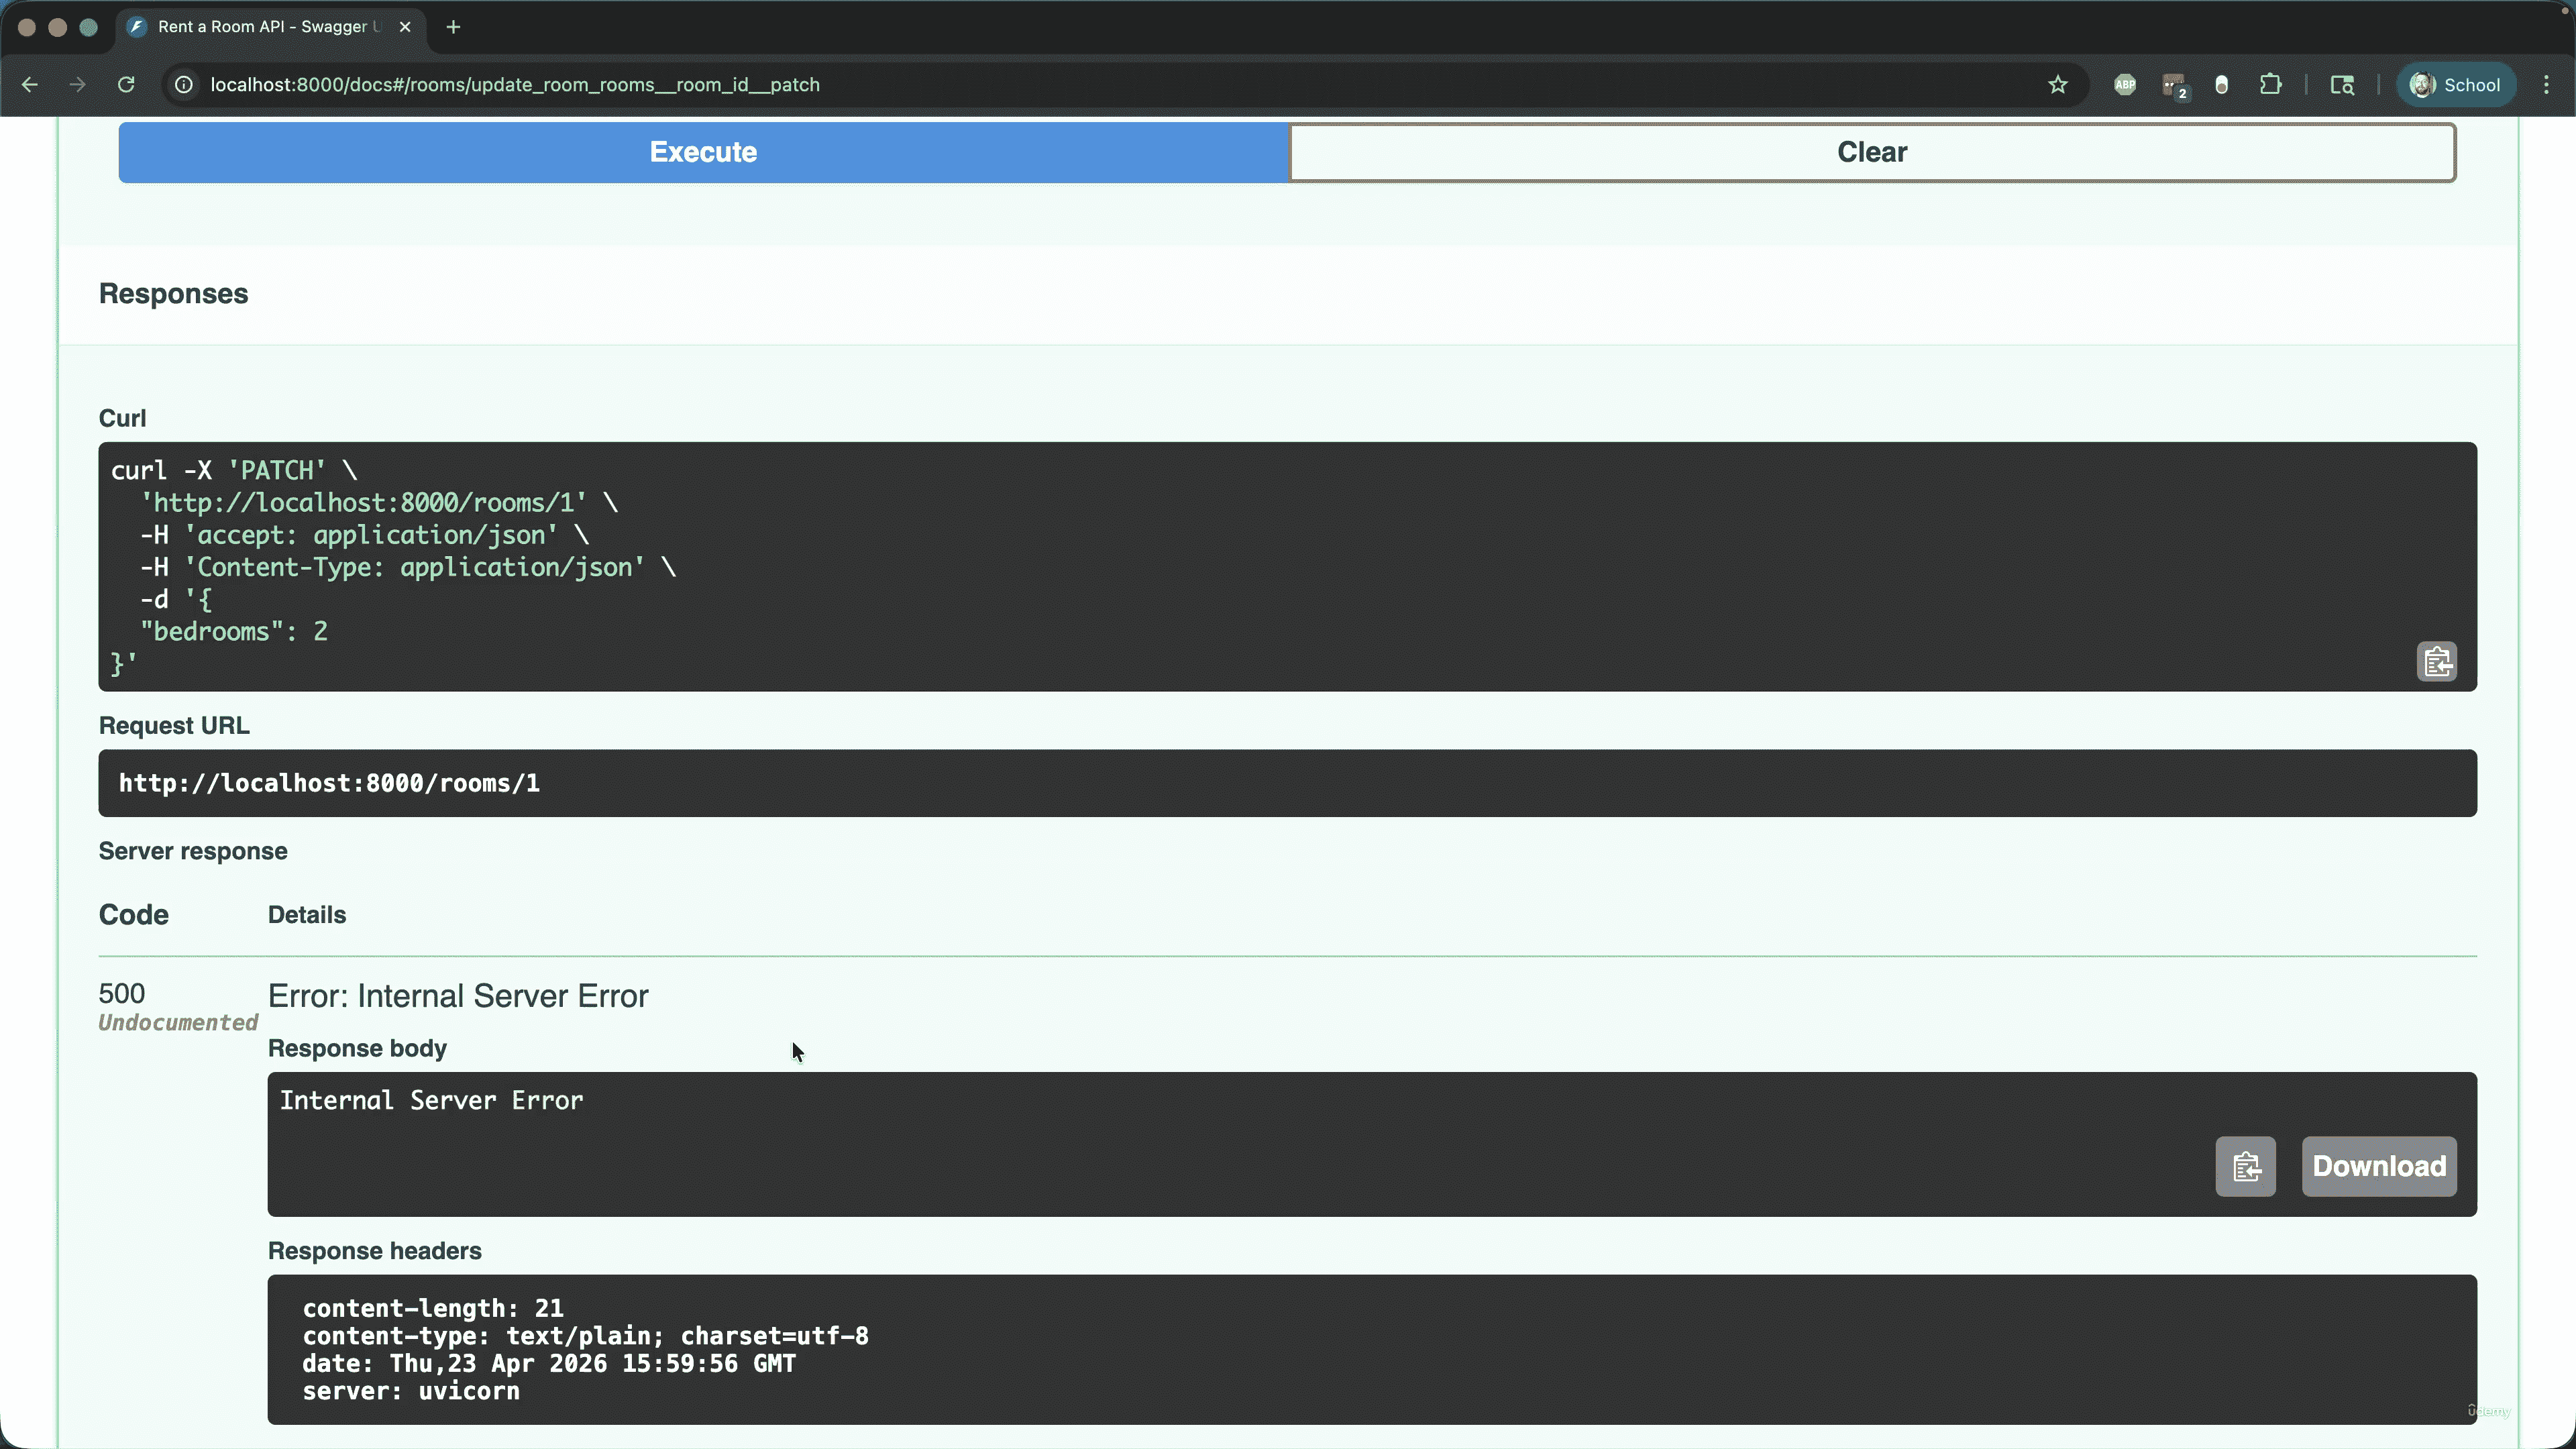 Rent a Room API - Swagger U
localhost:8000/docs#/rooms/update_room_rooms__room_id__patch
ABP
2
School
Execute
Clear
Responses
Curl
curl -X 'PATCH' \
'http://localhost:8000/rooms/1' \
-H 'accept: application/json' \
-H 'Content-Type: application/json' \
-d '{
"bedrooms": 2
}'
Request URL
http://localhost:8000/rooms/1
Server response
Code
Details
500
Error: Internal Server Error
Undocumented
Response body
Internal Server Error
Download
Response headers
content-length: 21
content-type: text/plain; charset=utf-8
date: Thu,23 Apr 2026 15:59:56 GMT
server: uvicorn
ûdemy